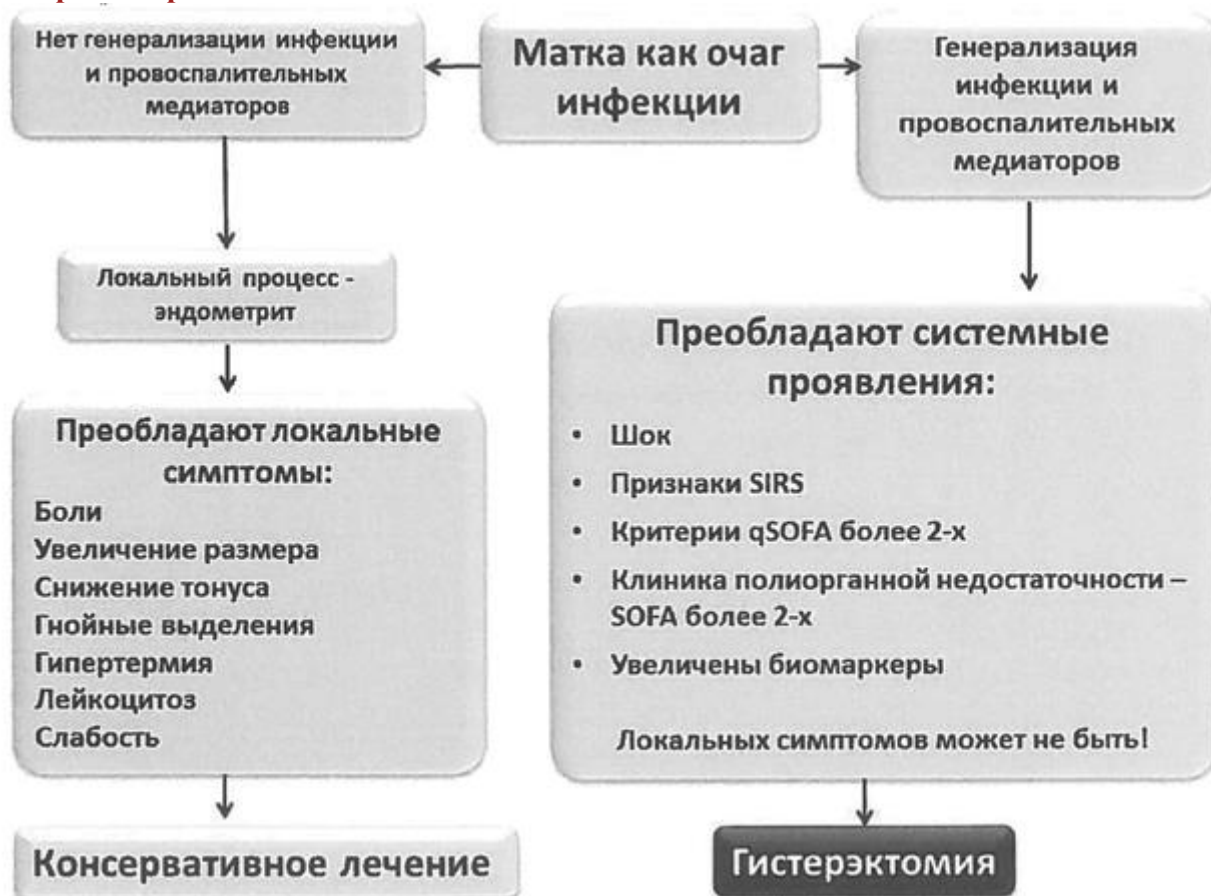 Матка как очаг
инфекции
Нет генерализации инфекции
и провоспалительных
медиаторов
Локальный процесс -
эндометрит
Преобладают локальные
симптомы:
Боли
Увеличение размера
Снижение тонуса
Гнойные выделения
Гипертермия
Лейкоцитоз
Слабость
Консервативное лечение
Генерализация
инфекции и
провоспалительных
медиаторов
Преобладают системные
проявления:
• Шок
• Признаки SIRS
• Критерии qSOFA более 2-х
• Клиника полиорганной недостаточности –
SOFA более 2-х
• Увеличены биомаркеры
Локальных симптомов может не быть!
Гистерэктомия